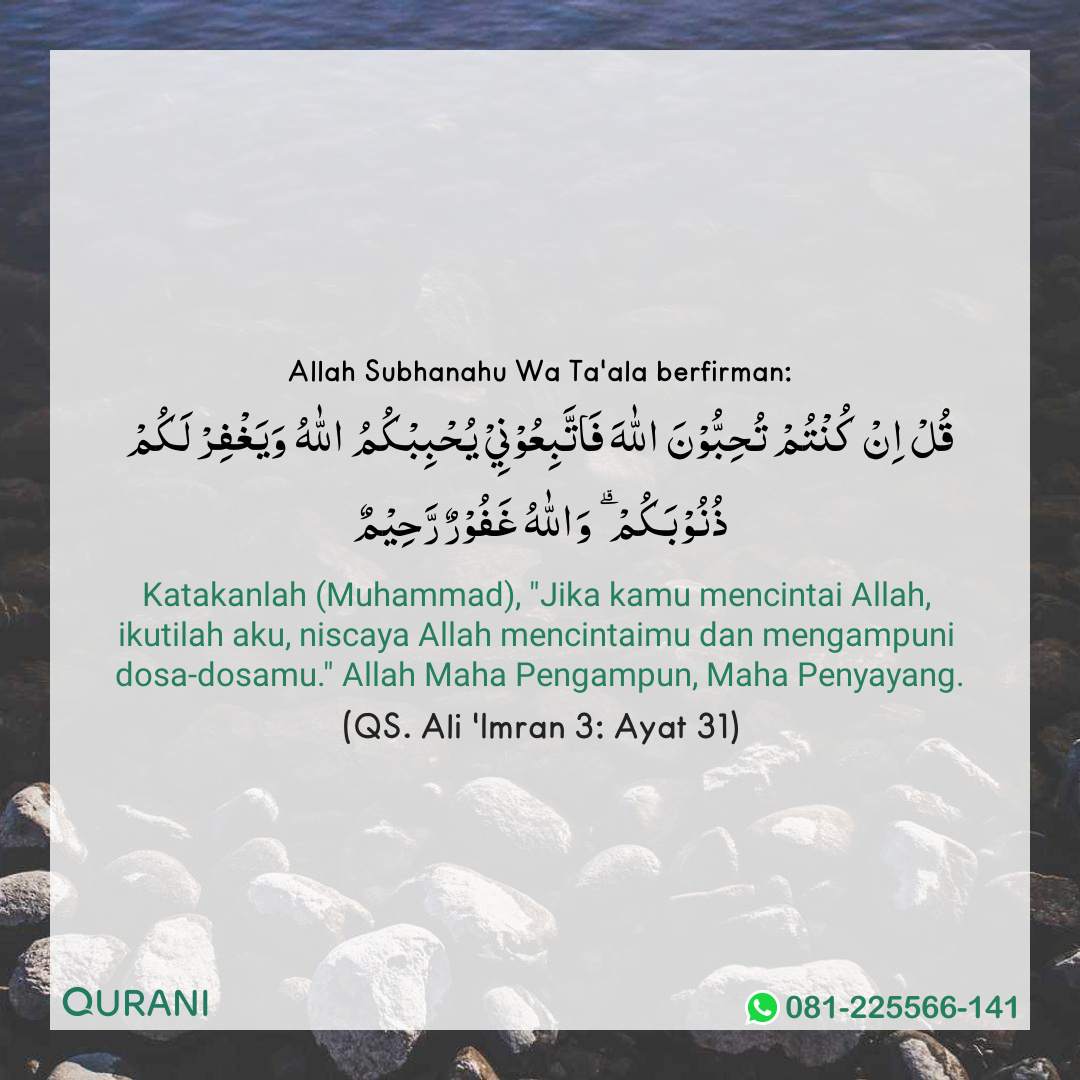 Allah Subhanahu Wa Ta'ala berfirman:
قُلْ اِنْ كُنْتُمْ تُحِبُّوْنَ اللّٰهَ فَاتَّبِعُوْنِيْ يُحْبِبْكُمُ اللّٰهُ وَيَغْفِرْ لَـكُمْ
ذُنُوْبَكُمْ ۗ وَاللّٰهُ غَفُوْرٌ رَّحِيْمٌ
Katakanlah (Muhammad), "Jika kamu mencintai Allah,
ikutilah aku, niscaya Allah mencintaimu dan mengampuni
dosa-dosamu." Allah Maha Pengampun, Maha Penyayang.
(QS. Ali 'Imran 3: Ayat 31)
QURANI
081-225566-141